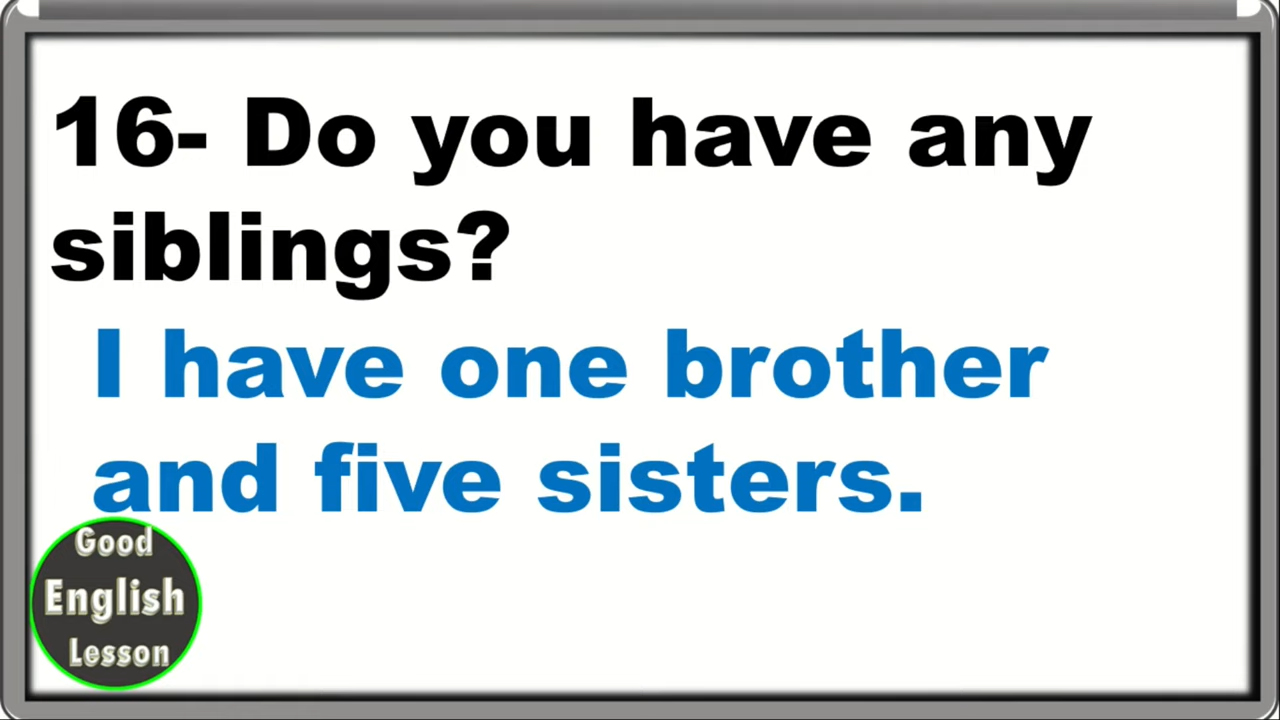 16- Do you have any
siblings?
I have one brother
and five sisters.
Good
English
Lesson